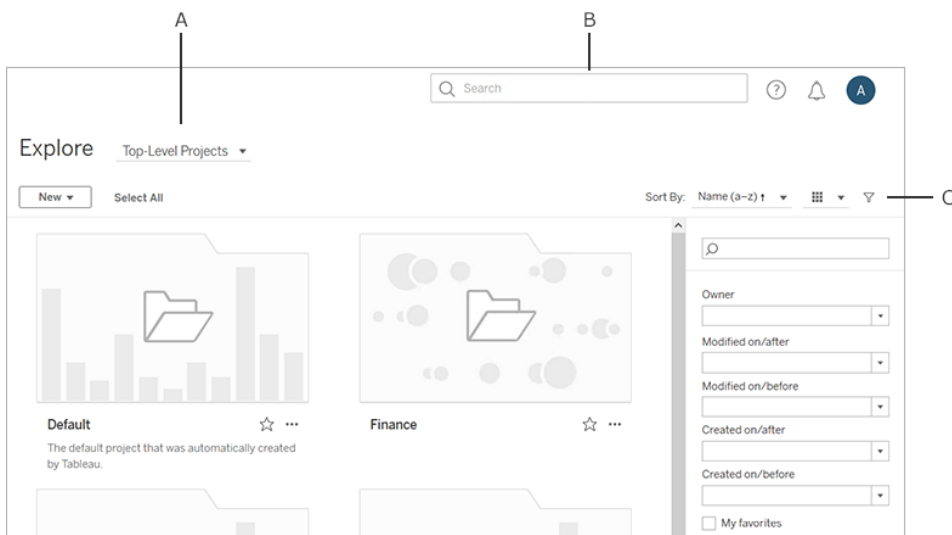 A
B
Search
A
Explore
Top-Level Projects
New
Select All
Sort By:
Name (a–z) ↑
C
Owner
Modified on/after
Modified on/before
Created on/after
Created on/before
My favorites
Default
The default project that was automatically created
by Tableau.
Finance